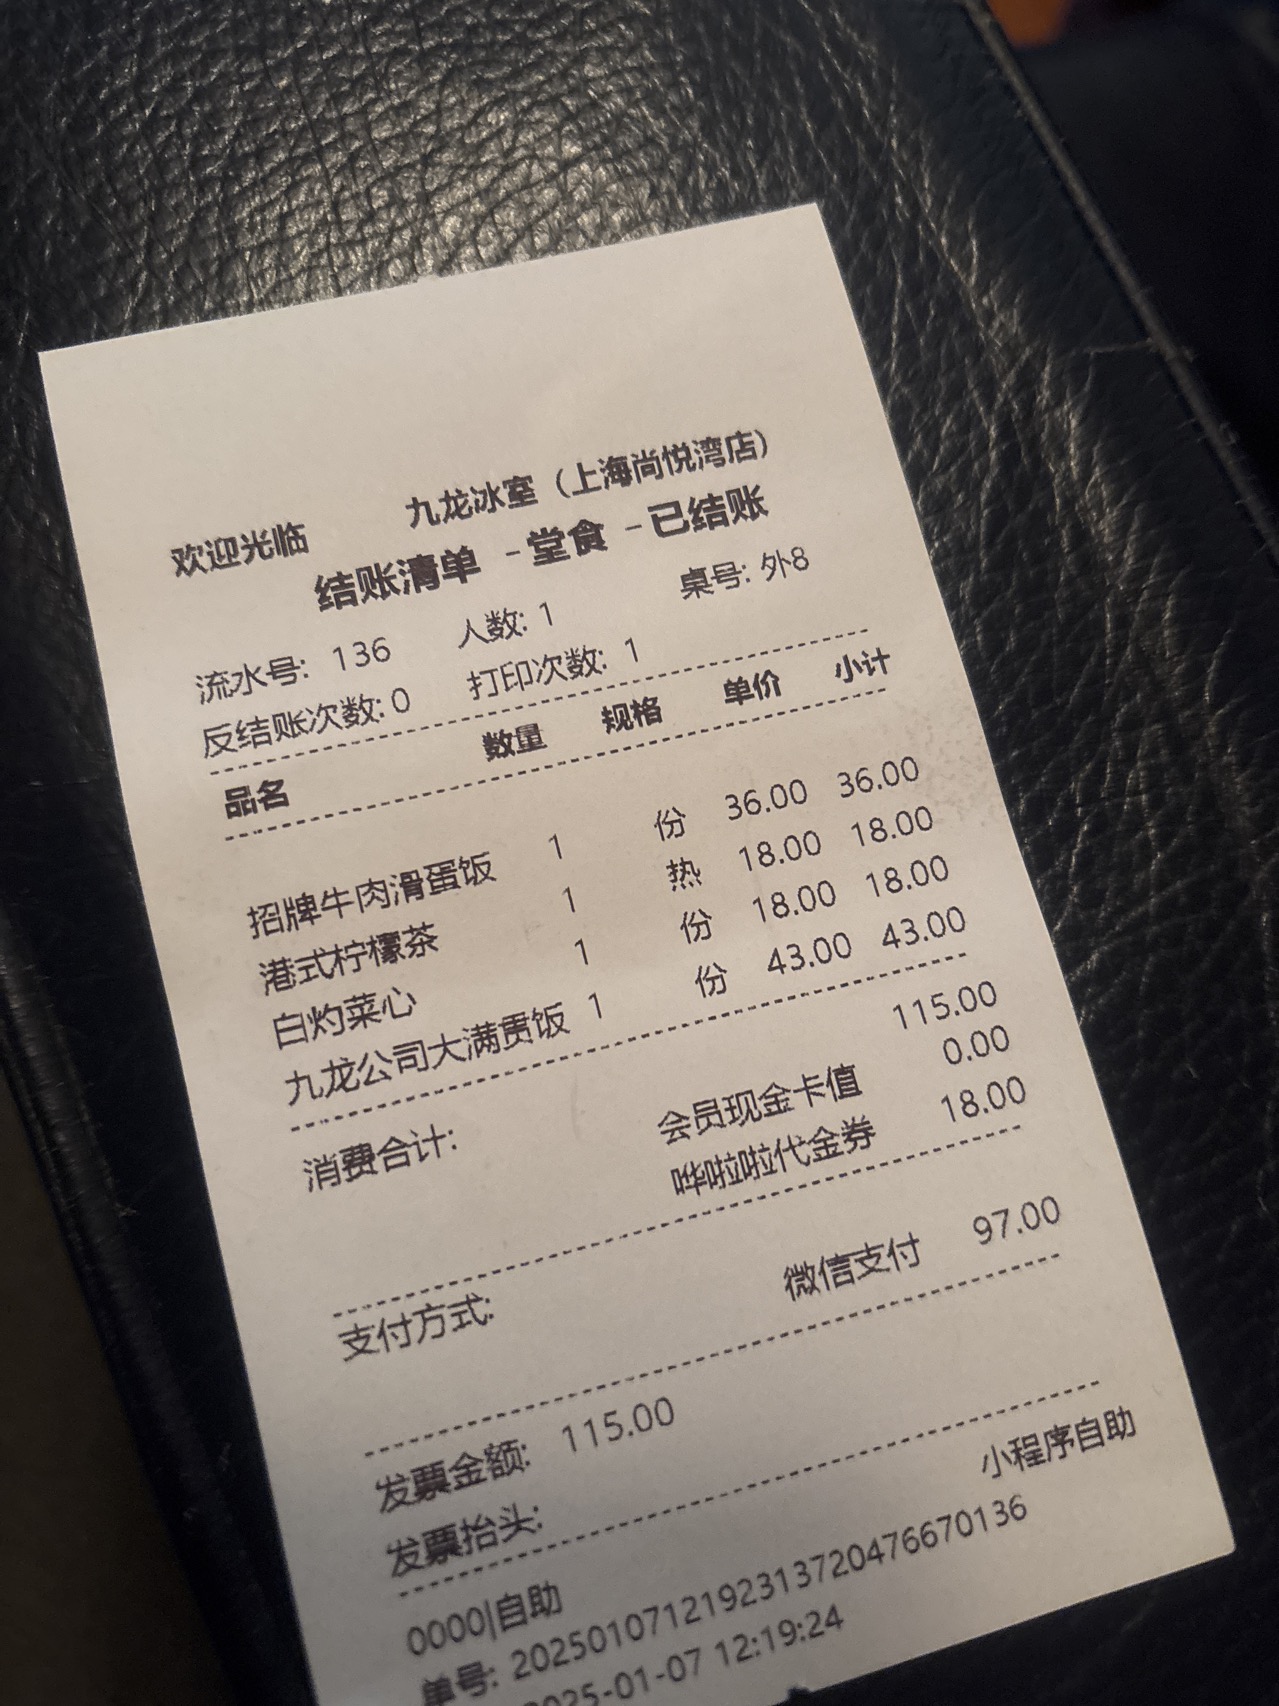 欢迎光临 九龙冰室（上海尚悦湾店）
结账清单 -堂食 -已结账
流水号: 136 人数: 1 桌号: 外8
反结账次数: 0 打印次数: 1
品名 数量 规格 单价 小计
招牌牛肉滑蛋饭 1 份 36.00 36.00
港式柠檬茶 1 热 18.00 18.00
白灼菜心 1 份 18.00 18.00
九龙公司大满贯饭 1 份 43.00 43.00
消费合计: 115.00
会员现金卡值 0.00
哗啦啦代金券 18.00
支付方式: 微信支付 97.00
发票金额: 115.00
发票抬头:
0000|自助 小程序自助
单号: 20250107121923137204766​70136
2025-01-07 12:19:24